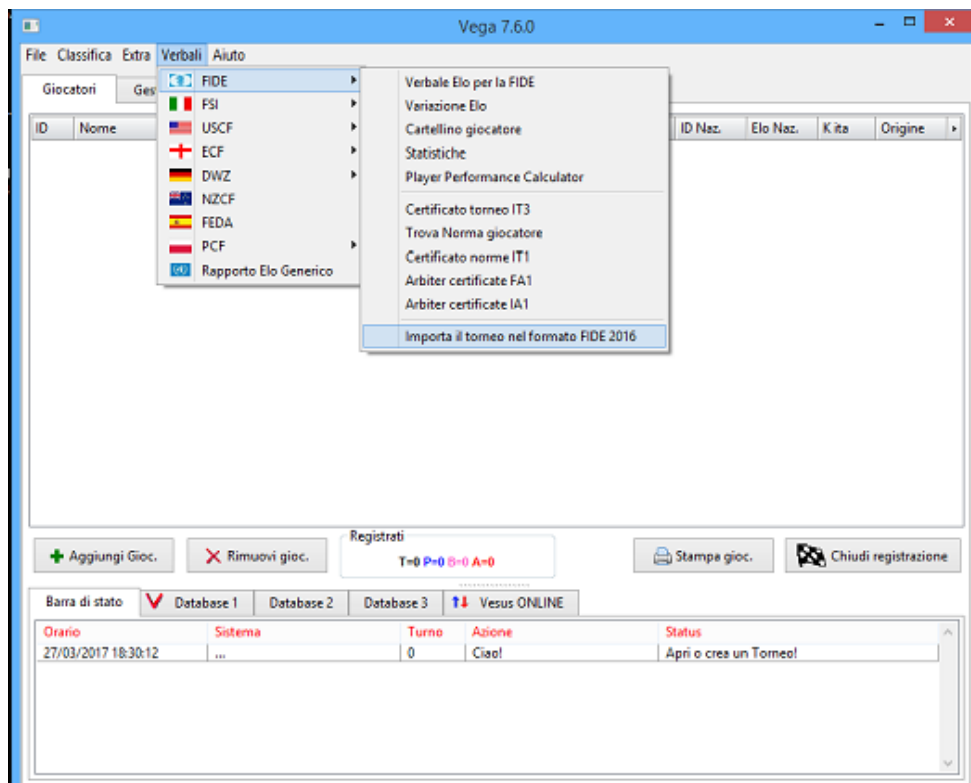 Vega 7.6.0
File Classifica Extra Verbali Aiuto
Giocatori Ges
FIDE
FSI
USCF
ECF
DWZ
NZCF
FEDA
PCF
Rapporto Elo Generico
Verbale Elo per la FIDE
Variazione Elo
Cartellino giocatore
Statistiche
Player Performance Calculator
Certificato torneo IT3
Trova Norma giocatore
Certificato norme IT1
Arbiter certificate FA1
Arbiter certificate IA1
Importa il torneo nel formato FIDE 2016
ID Nome ID Naz. Elo Naz. K ita Origine
Registrati
Aggiungi Gioc. Rimuovi gioc. T=0 P=0 B=0 A=0 Stampa gioc. Chiudi registrazione
Barra di stato Database 1 Database 2 Database 3 Vesus ONLINE
Orario Sistema Turno Azione Status
27/03/2017 18:30:12 ... 0 Ciao! Apri o crea un Torneo!